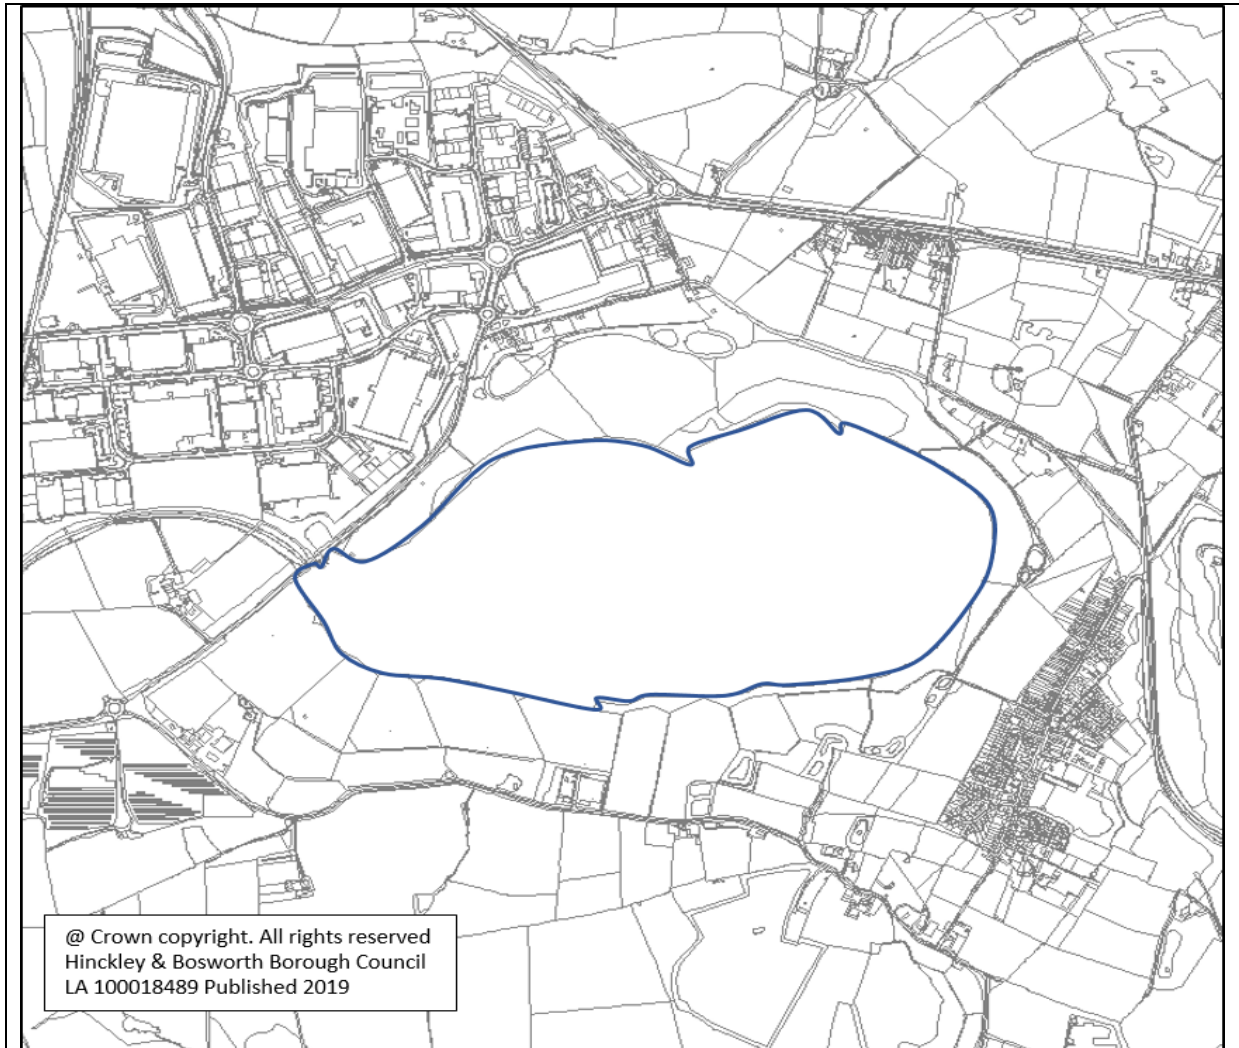 @ Crown copyright. All rights reserved
Hinckley & Bosworth Borough Council
LA 100018489 Published 2019